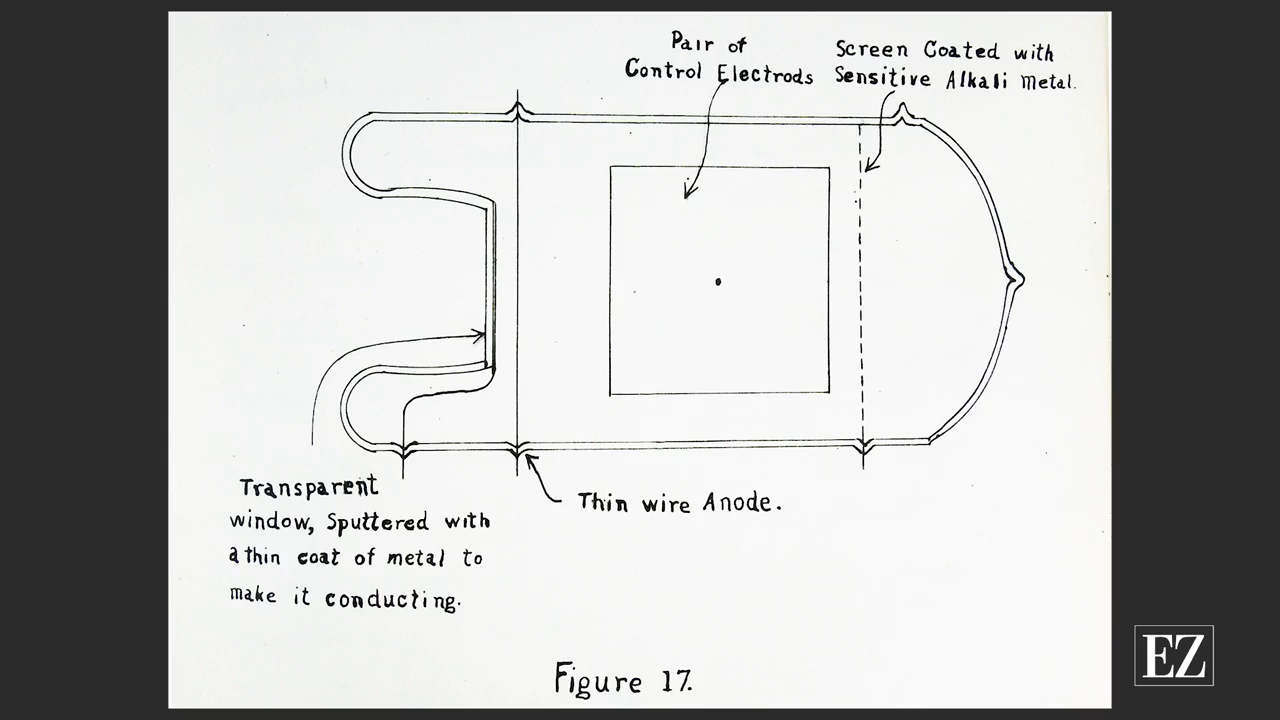 Pair of
Control Electrods
Screen Coated with
Sensitive Alkali Metal.
Transparent
window, Sputtered with
a thin coat of metal to
make it conducting.
Thin wire Anode.
Figure 17.
EZ